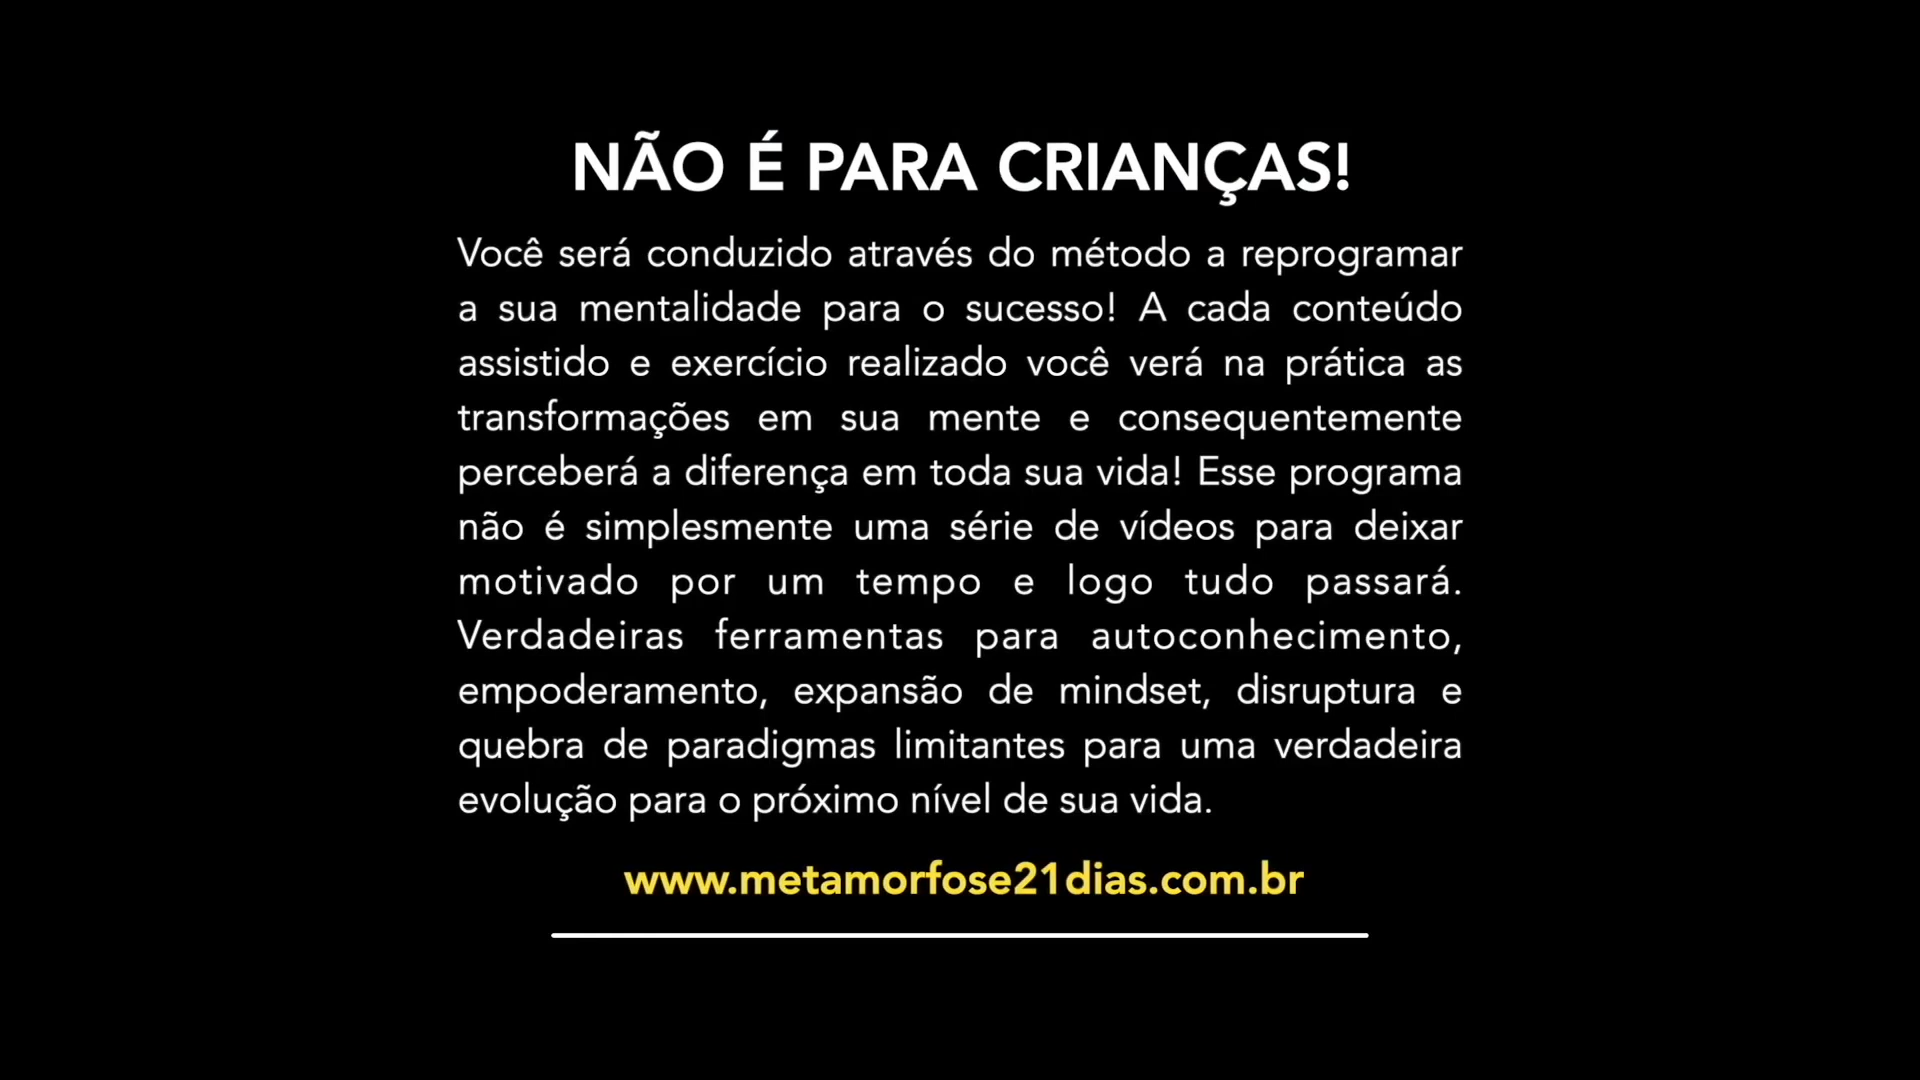 NÃO É PARA CRIANÇAS!
Você será conduzido através do método a reprogramar
a sua mentalidade para o sucesso! A cada conteúdo
assistido e exercício realizado você verá na prática as
transformações em sua mente e consequentemente
perceberá a diferença em toda sua vida! Esse programa
não é simplesmente uma série de vídeos para deixar
motivado por um tempo e logo tudo passará.
Verdadeiras ferramentas para autoconhecimento,
empoderamento, expansão de mindset, disruptura e
quebra de paradigmas limitantes para uma verdadeira
evolução para o próximo nível de sua vida.
www.metamorfose21dias.com.br